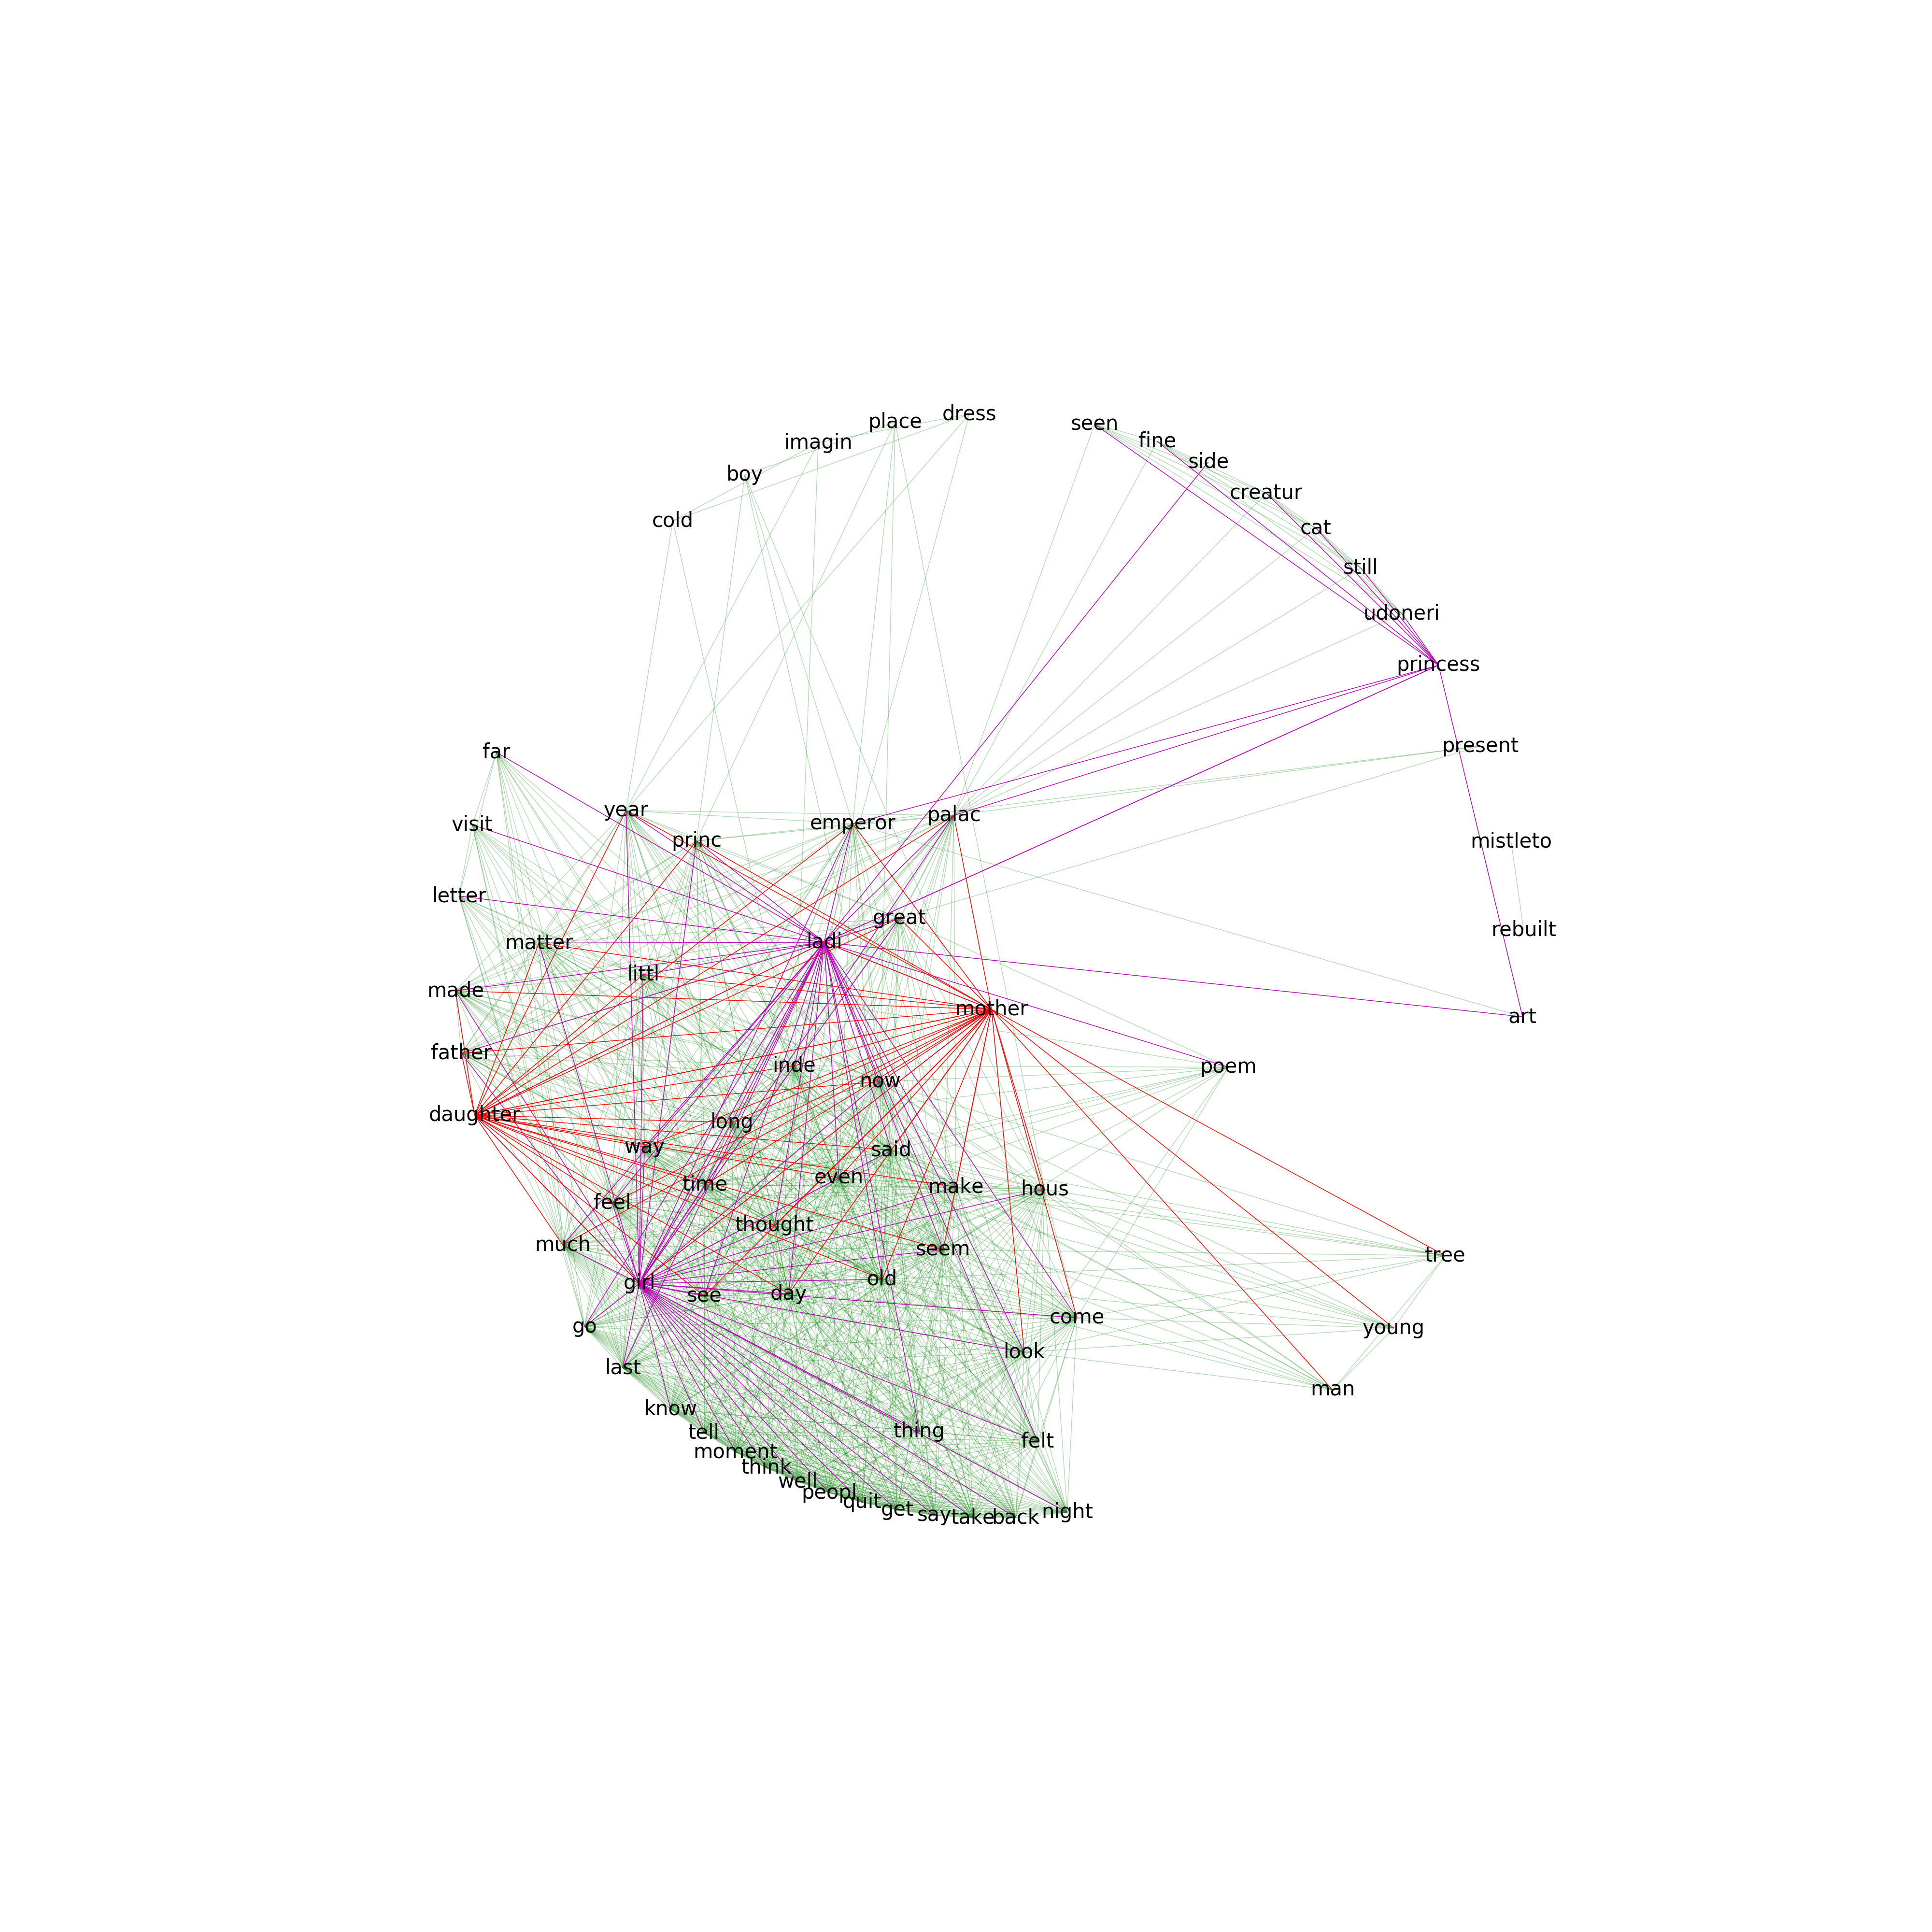 dress
place
seen
fine
imagin
side
boy
creatur
cold
cat
still
udoneri
princess
present
far
year
palac
emperor
visit
princ
mistleto
letter
great
rebuilt
ladi
matter
littl
made
mother
art
father
inde
poem
now
daughter
long
way
said
even
time
make
hous
feel
thought
much
seem
tree
old
girl
day
see
come
go
young
look
last
man
know
thing
tell
felt
moment
think
well
peopl
quit
get
night
say
take
back